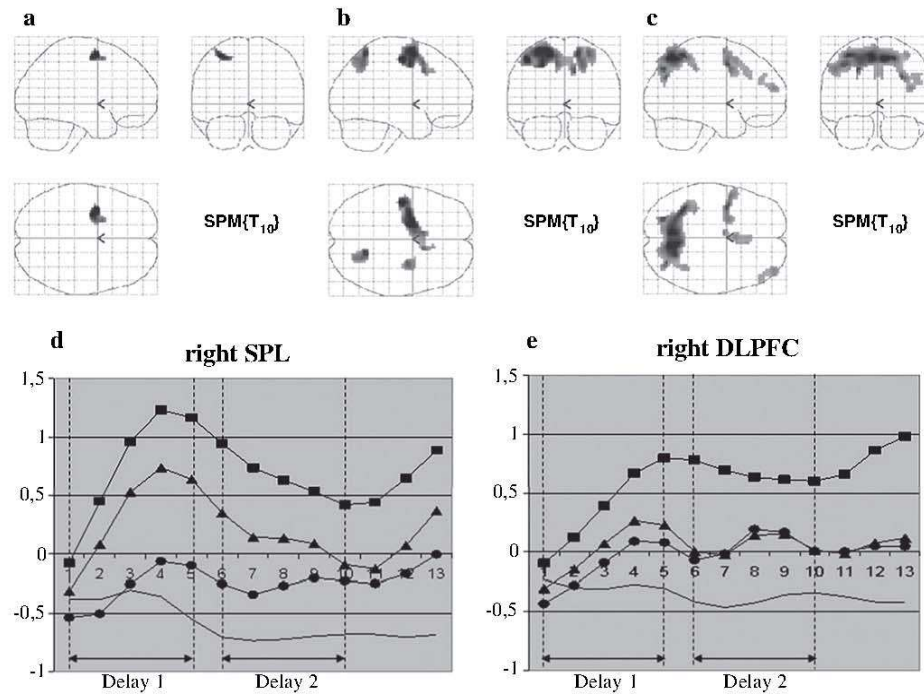 a b c
SPM{T10} SPM{T10} SPM{T10}
d
right SPL
1,5
1
0,5
0
-0,5
-1
2 3 4 5 6 7 8 9 10 11 12 13
Delay 1 Delay 2
e
right DLPFC
1,5
1
0,5
0
-0,5
-1
2 3 4 5 6 7 8 9 10 11 12 13
Delay 1 Delay 2